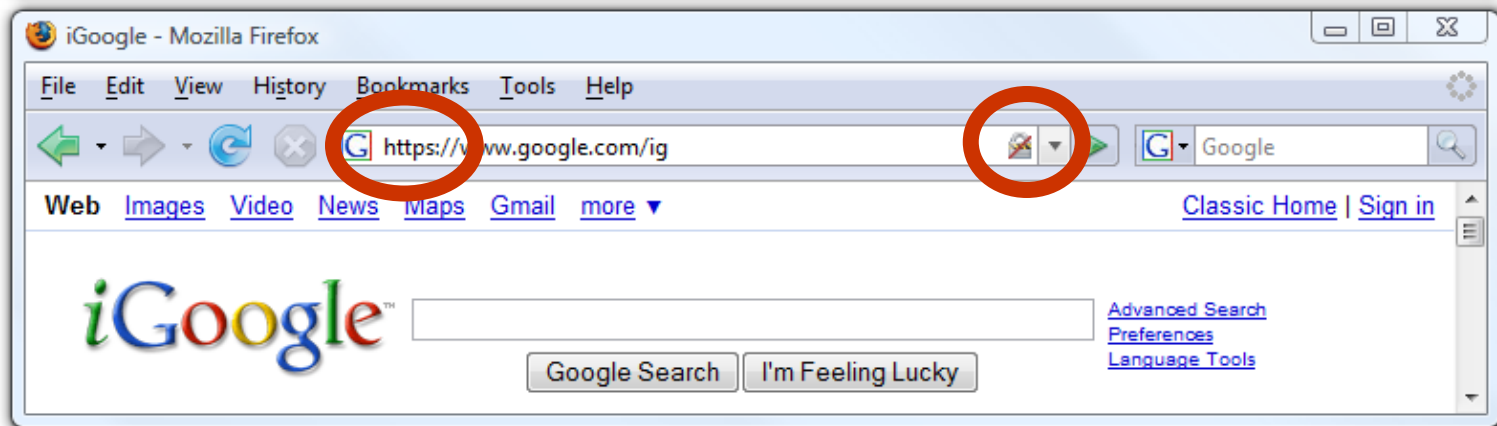 iGoogle - Mozilla Firefox
File Edit View History Bookmarks Tools Help
G https://www.google.com/ig G Google
Web Images Video News Maps Gmail more ▼ Classic Home | Sign in
iGoogle™
Advanced Search
Preferences
Language Tools
Google Search I'm Feeling Lucky